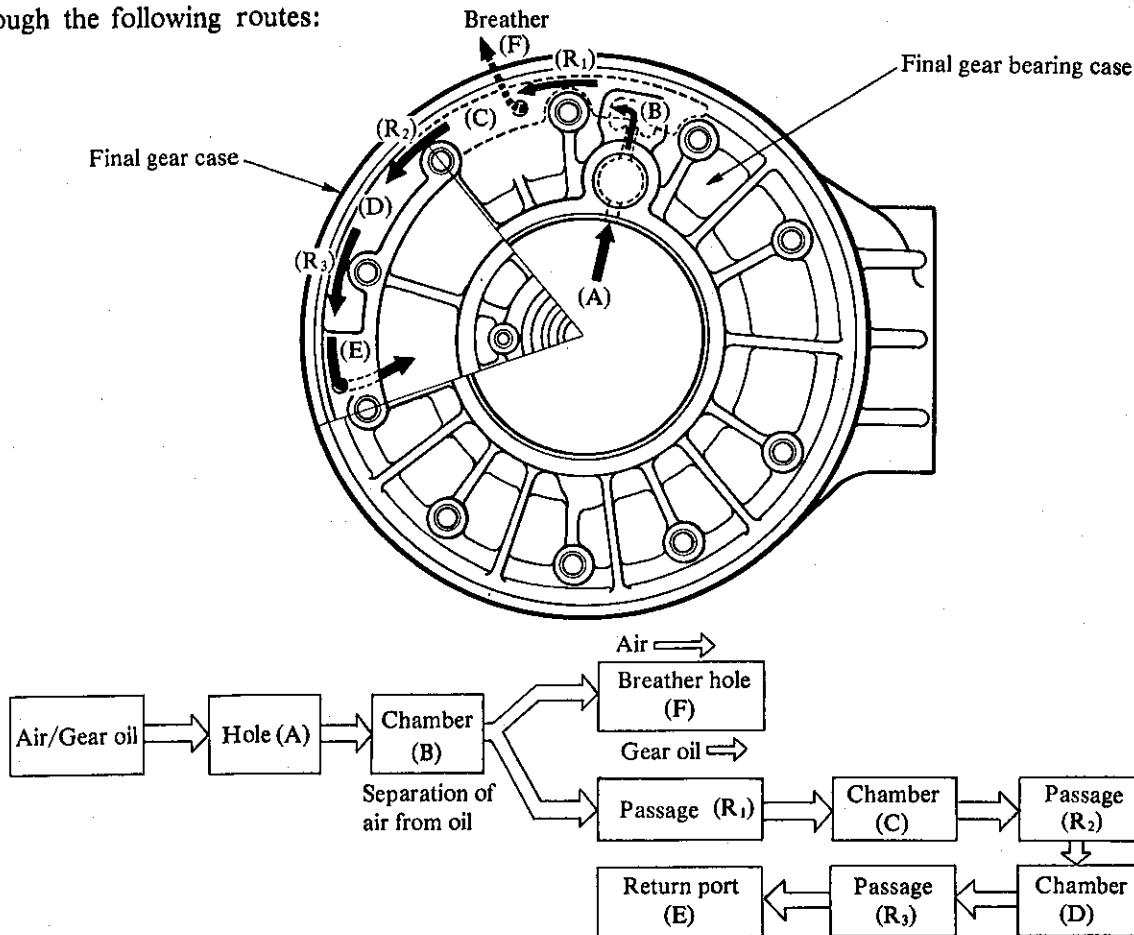 ough the following routes:
Breather
(F)
(R₁)
Final gear bearing case
(B)
(C)
(R₂)
Final gear case
(D)
(R₃)
(A)
(E)
Air
Breather hole
(F)
Air/Gear oil
Hole (A)
Chamber
(B)
Gear oil
Separation of
air from oil
Passage (R₁)
Chamber
(C)
Passage
(R₂)
Return port
(E)
Passage
(R₃)
Chamber
(D)